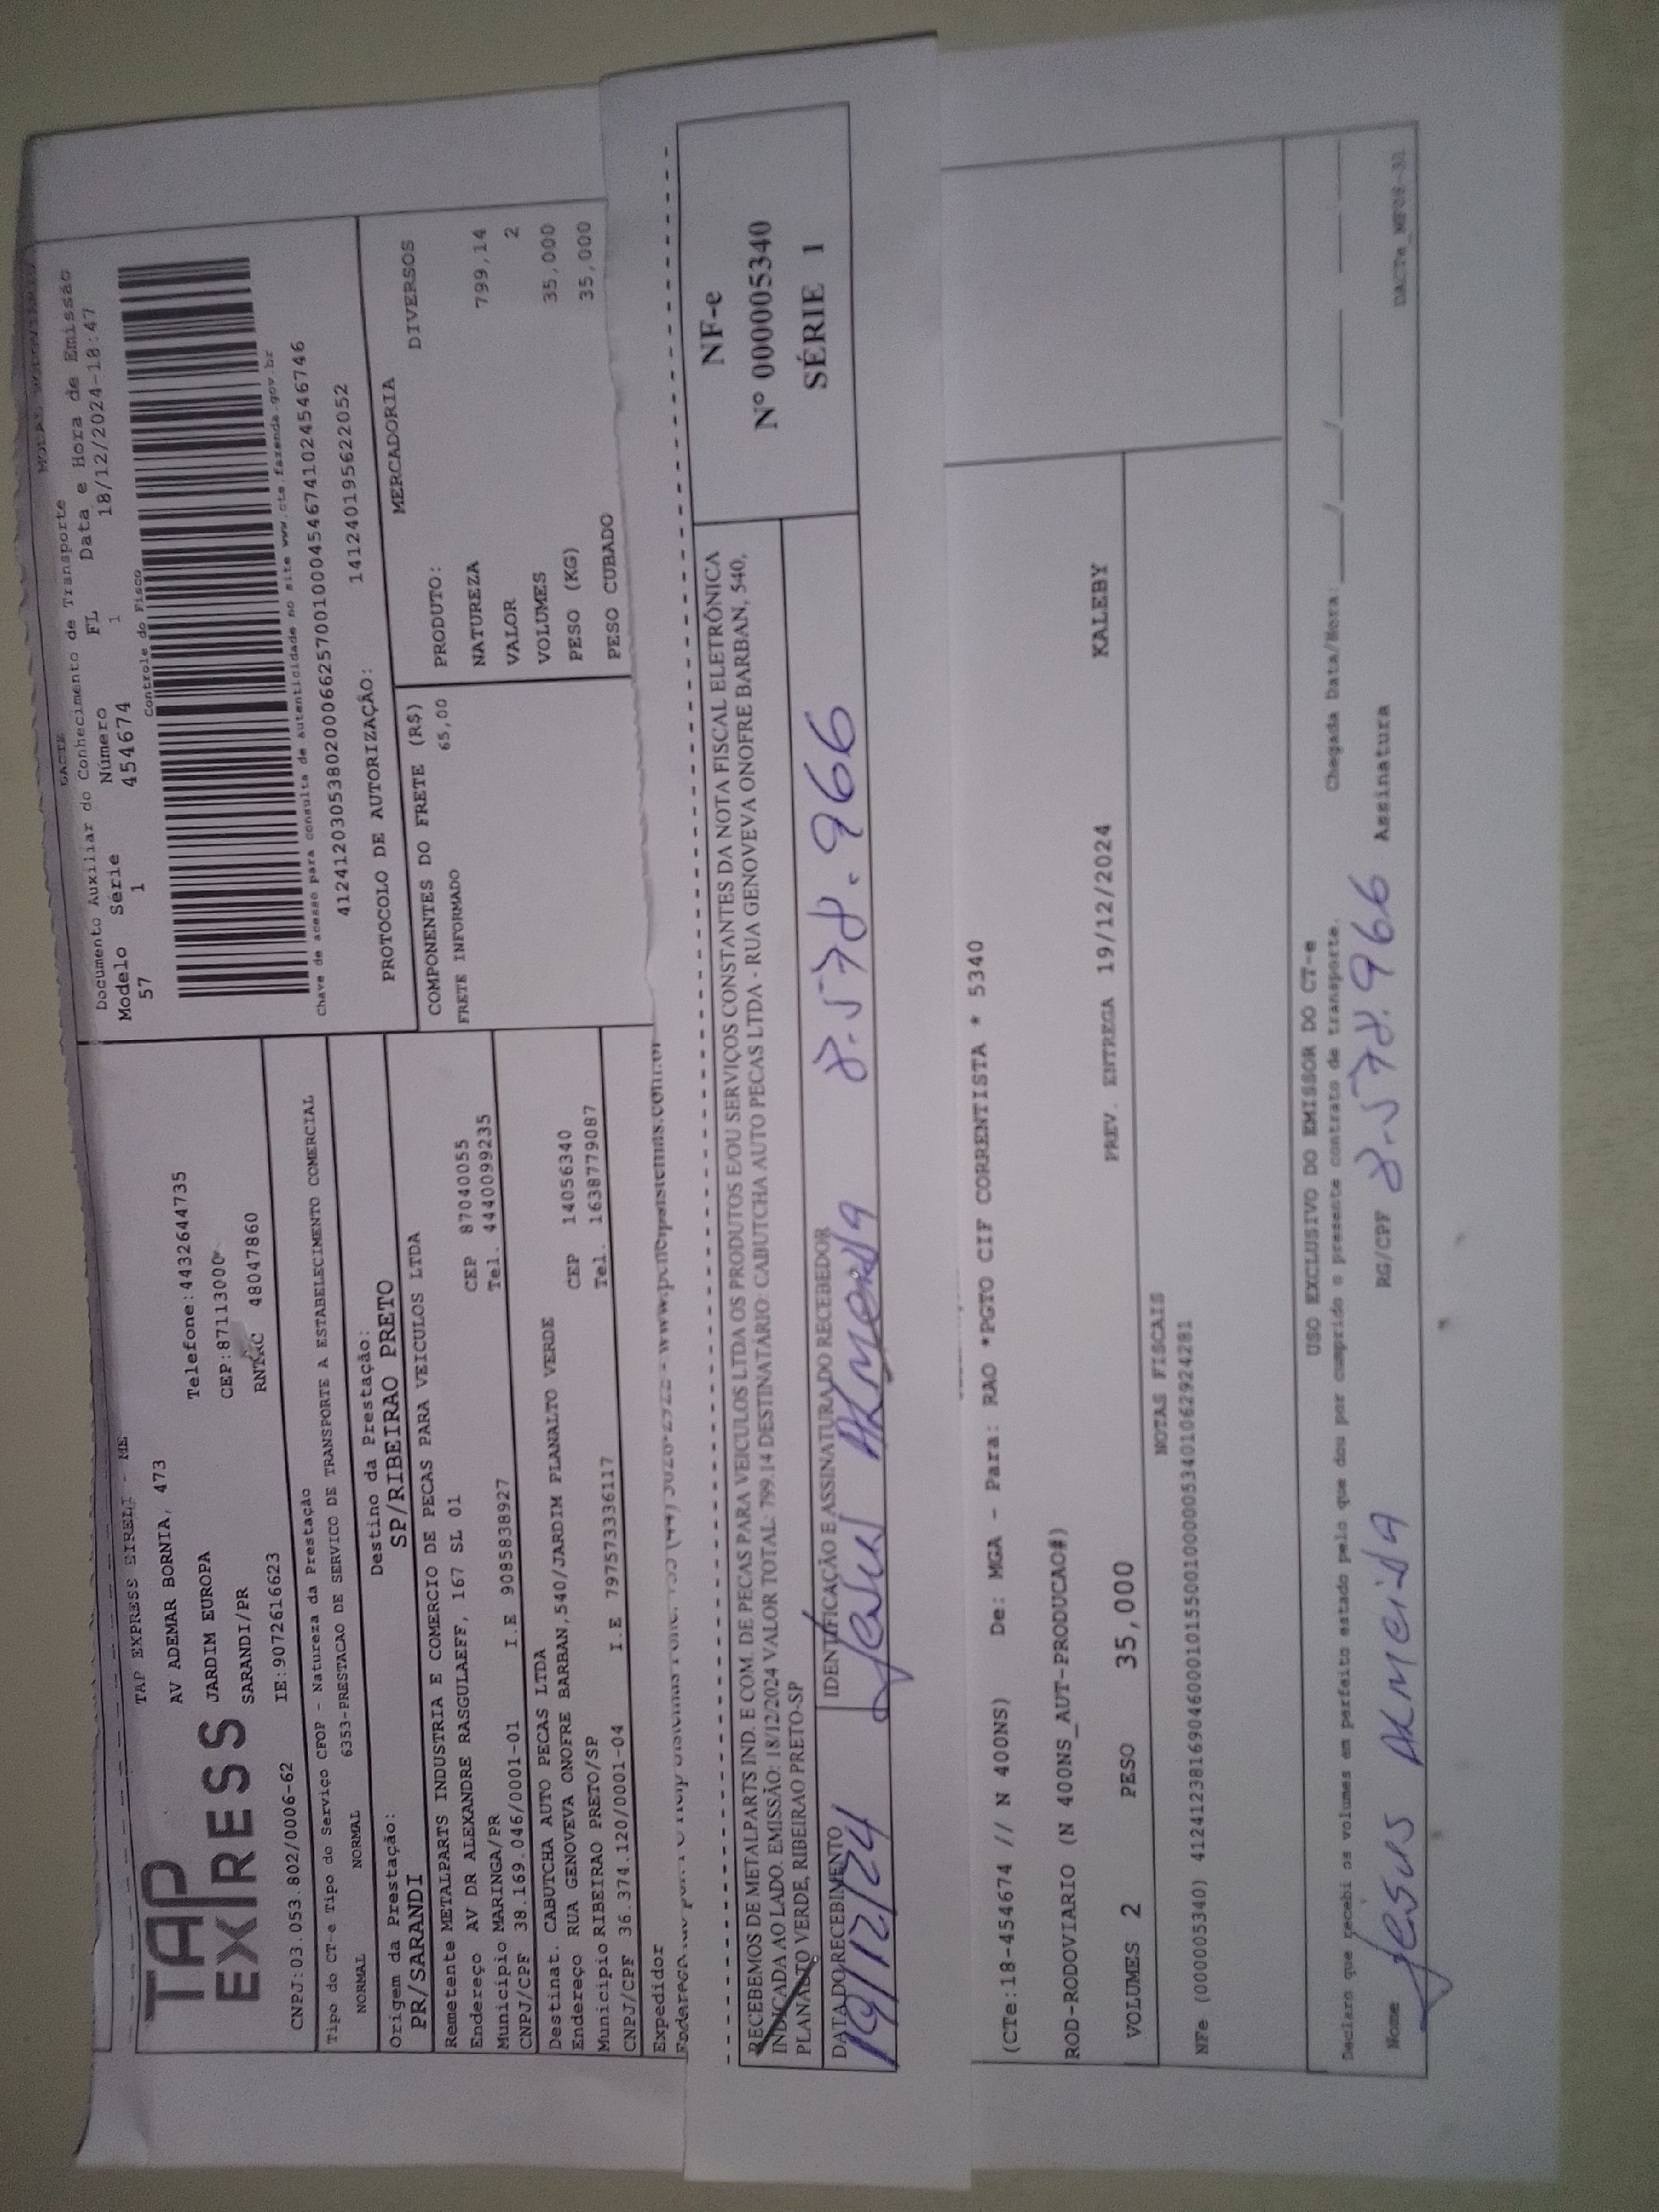 DACTE
Documento Auxiliar do Conhecimento de Transporte
Modelo Série Número FL Data e Hora de Emissão
57 1 454674 1 18/12/2024-18:47
Controle do Fisco
Chave de acesso para consulta de autenticidade no site www.cte.fazenda.gov.br
41241203053802000662570010004546741024546746
PROTOCOLO DE AUTORIZAÇÃO: 141240195622052
TAP EXPRESS EIRELI - ME
TAP
EXPRESS
AV ADEMAR BORNIA, 473
JARDIM EUROPA Telefone:4432644735
SARANDI/PR CEP:87113000
RNTRC 48047860
CNPJ:03.053.802/0006-62 IE:9072616623
Tipo do CT-e Tipo do Serviço CFOP - Natureza da Prestação
NORMAL NORMAL 6353-PRESTACAO DE SERVICO DE TRANSPORTE A ESTABELECIMENTO COMERCIAL
Origem da Prestação: Destino da Prestação:
PR/SARANDI SP/RIBEIRAO PRETO
Remetente METALPARTS INDUSTRIA E COMERCIO DE PECAS PARA VEICULOS LTDA
Endereço AV DR ALEXANDRE RASGULAEFF, 167 SL 01
Município MARINGA/PR CEP 87040055
CNPJ/CPF 38.169.046/0001-01 I.E 9085838927 Tel. 4440099235
Destinat. CABUTCHA AUTO PECAS LTDA
Endereço RUA GENOVEVA ONOFRE BARBAN,540/JARDIM PLANALTO VERDE
Municipio RIBEIRAO PRETO/SP CEP 14056340
CNPJ/CPF 36.374.120/0001-04 I.E 797573336117 Tel. 1638779087
Expedidor
COMPONENTES DO FRETE (R$)
FRETE INFORMADO 65,00
MERCADORIA
PRODUTO: DIVERSOS
NATUREZA
VALOR 799,14
VOLUMES 2
PESO (KG) 35,000
PESO CUBADO 35,000
RECEBEMOS DE METALPARTS IND. E COM. DE PECAS PARA VEICULOS LTDA OS PRODUTOS E/OU SERVIÇOS CONSTANTES DA NOTA FISCAL ELETRÔNICA
INDICADA AO LADO. EMISSÃO: 18/12/2024 VALOR TOTAL: 799.14 DESTINATÁRIO: CABUTCHA AUTO PECAS LTDA - RUA GENOVEVA ONOFRE BARBAN, 540,
PLANALTO VERDE, RIBEIRAO PRETO-SP
DATA DO RECEBIMENTO IDENTIFICAÇÃO E ASSINATURA DO RECEBEDOR
19/12/24 Jesus Almeida 8.578.966
NF-e
Nº 000005340
SÉRIE 1
(CTe:18-454674 // N 400NS) De: MGA - Para: RAO *PGTO CIF CORRENTISTA * 5340
ROD-RODOVIARIO (N 400NS_AUT-PRODUCAO#)
PREV. ENTREGA 19/12/2024 KALEBY
VOLUMES 2 PESO 35,000
NOTAS FISCAIS
NFe (000005340) 41241238169046000101550010000053401062924281
USO EXCLUSIVO DO EMISSOR DO CT-e
Declaro que recebi os volumes em perfeito estado pelo que dou por cumprido o presente contrato de transporte. Chegada Data/Hora: ___/___/___ ___
Nome Jesus Almeida RG/CPF 8.578.966 Assinatura